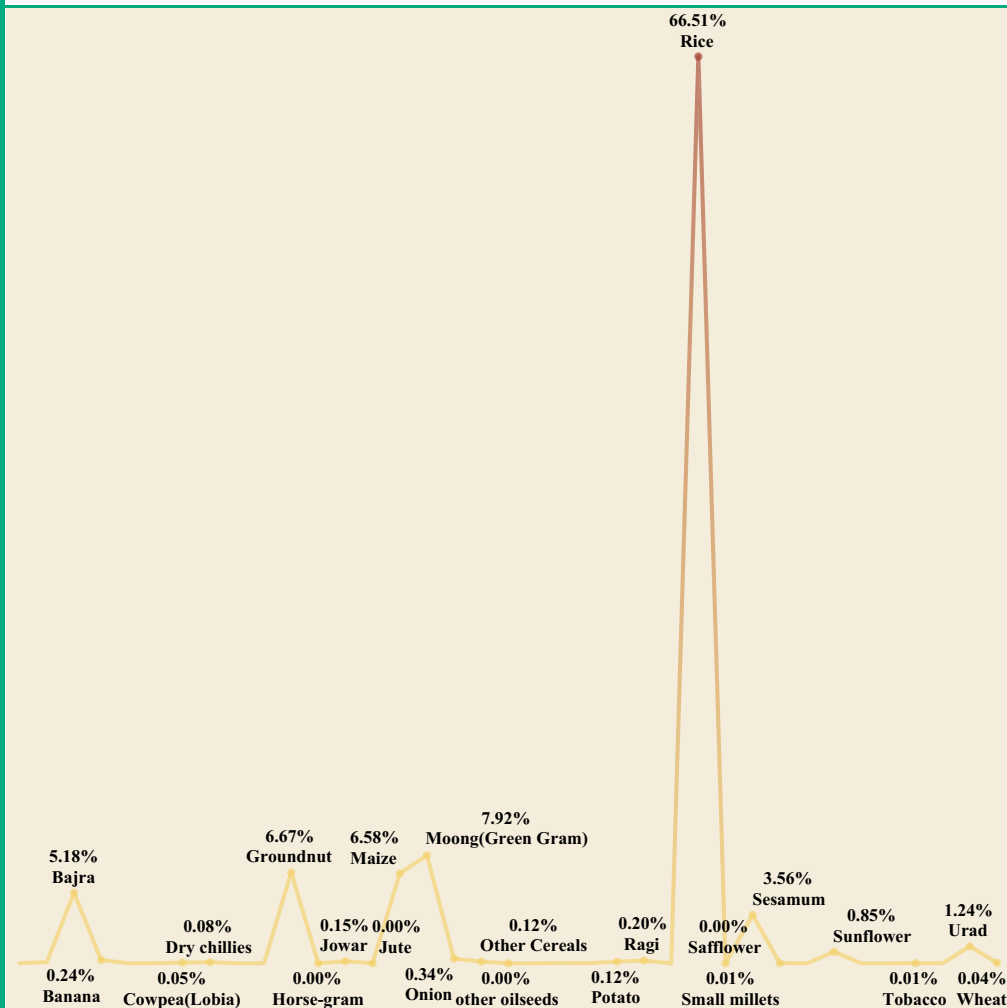 66.51%
Rice
7.92%
Moong(Green Gram)
6.67%
Groundnut
6.58%
Maize
5.18%
Bajra
3.56%
Sesamum
1.24%
Urad
0.85%
Sunflower
0.08%
Dry chillies
0.15%
Jowar
0.00%
Jute
0.12%
Other Cereals
0.20%
Ragi
0.00%
Safflower
0.24%
Banana
0.05%
Cowpea(Lobia)
0.00%
Horse-gram
0.34%
Onion
0.00%
other oilseeds
0.12%
Potato
0.01%
Small millets
0.01%
Tobacco
0.04%
Wheat